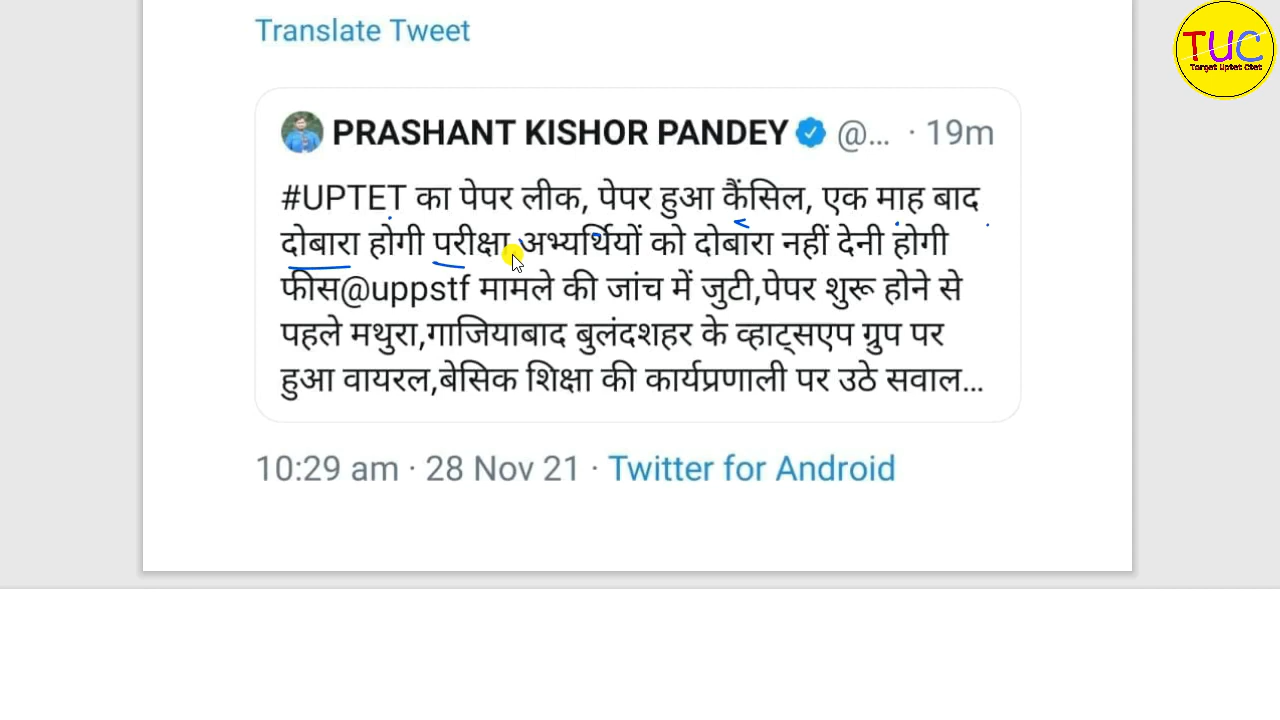 Translate Tweet
PRASHANT KISHOR PANDEY @... · 19m
#UPTET का पेपर लीक, पेपर हुआ कैंसिल, एक माह बाद
दोबारा होगी परीक्षा अभ्यर्थियों को दोबारा नहीं देनी होगी
फीस@uppstf मामले की जांच में जुटी,पेपर शुरू होने से
पहले मथुरा,गाजियाबाद बुलंदशहर के व्हाट्सएप ग्रुप पर
हुआ वायरल,बेसिक शिक्षा की कार्यप्रणाली पर उठे सवाल...
10:29 am · 28 Nov 21 · Twitter for Android
TUC
Target Uptet Ctet